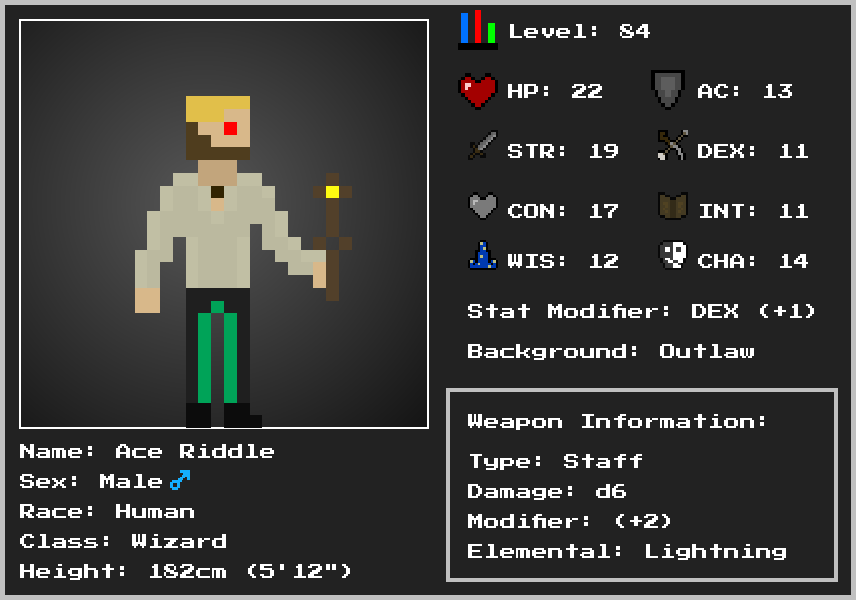 Level: 84
HP: 22 AC: 13
STR: 19 DEX: 11
CON: 17 INT: 11
WIS: 12 CHA: 14
Stat Modifier: DEX (+1)
Background: Outlaw
Weapon Information:
Type: Staff
Damage: d6
Modifier: (+2)
Elemental: Lightning
Name: Ace Riddle
Sex: Male ♂
Race: Human
Class: Wizard
Height: 182cm (5'12")